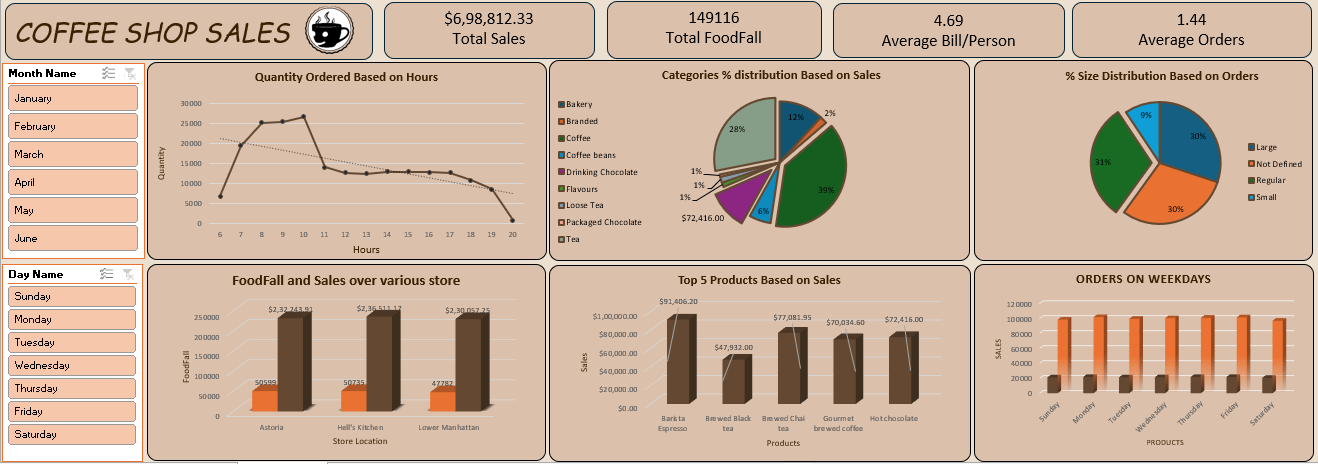 COFFEE SHOP SALES
$6,98,812.33
Total Sales
149116
Total FoodFall
4.69
Average Bill/Person
1.44
Average Orders
Month Name
January
February
March
April
May
June
Day Name
Sunday
Monday
Tuesday
Wednesday
Thursday
Friday
Saturday
Quantity Ordered Based on Hours
Quantity
30000
25000
20000
15000
10000
5000
0
6 7 8 9 10 11 12 13 14 15 16 17 18 19 20
Hours
Categories % distribution Based on Sales
Bakery
Branded
Coffee
Coffee beans
Drinking Chocolate
Flavours
Loose Tea
Packaged Chocolate
Tea
12%
2%
39%
6%
$72,416.00
1%
1%
1%
28%
% Size Distribution Based on Orders
30%
30%
31%
9%
Large
Not Defined
Regular
Small
FoodFall and Sales over various store
FoodFall
250000
200000
150000
100000
50000
0
$2,32,243.91
$2,36,511.17
$2,30,057.25
50599
50735
47782
Astoria Hell's Kitchen Lower Manhattan
Store Location
Top 5 Products Based on Sales
Sales
$1,00,000.00
$80,000.00
$60,000.00
$40,000.00
$20,000.00
$0.00
$91,406.20
$47,932.00
$77,081.95
$70,034.60
$72,416.00
Barista Espresso
Brewed Black tea
Brewed Chai tea
Gourmet brewed coffee
Hot chocolate
Products
ORDERS ON WEEKDAYS
SALES
120000
100000
80000
60000
40000
20000
0
Sunday Monday Tuesday Wednesday Thursday Friday Saturday
PRODUCTS